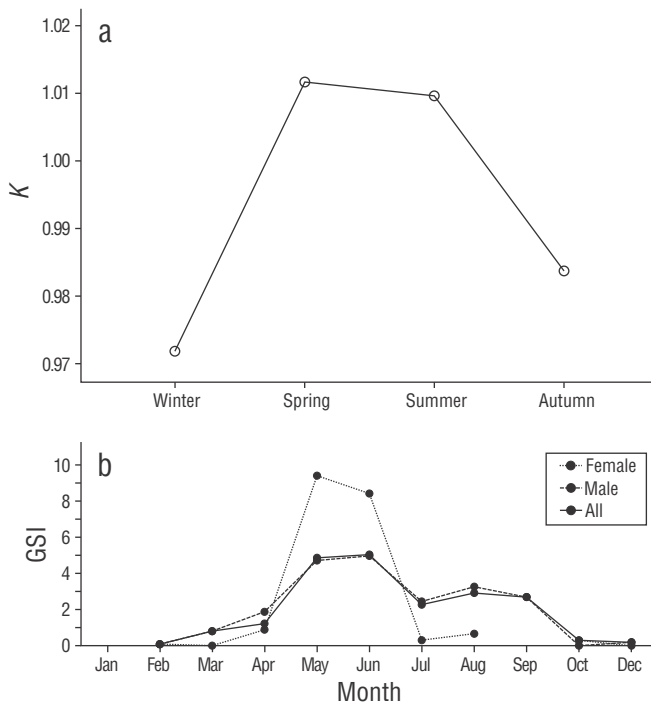 a
1.02
1.01
1.00
0.99
0.98
0.97
K
Winter Spring Summer Autumn
b
10
8
6
4
2
0
GSI
Female
Male
All
Jan Feb Mar Apr May Jun Jul Aug Sep Oct Dec
Month